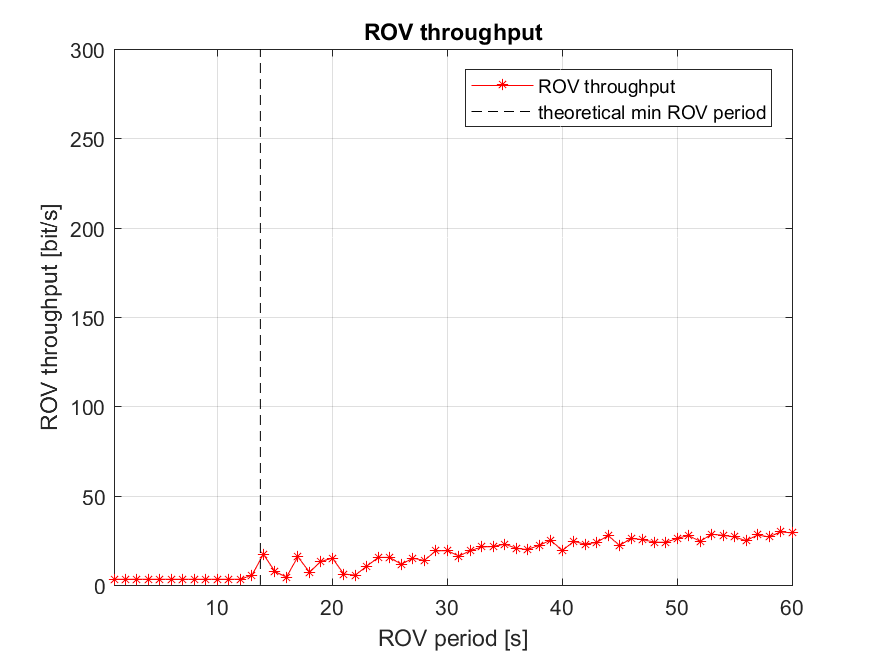 ROV throughput
300
250
200
150
100
50
0
ROV throughput [bit/s]
ROV throughput
theoretical min ROV period
10
20
30
40
50
60
ROV period [s]